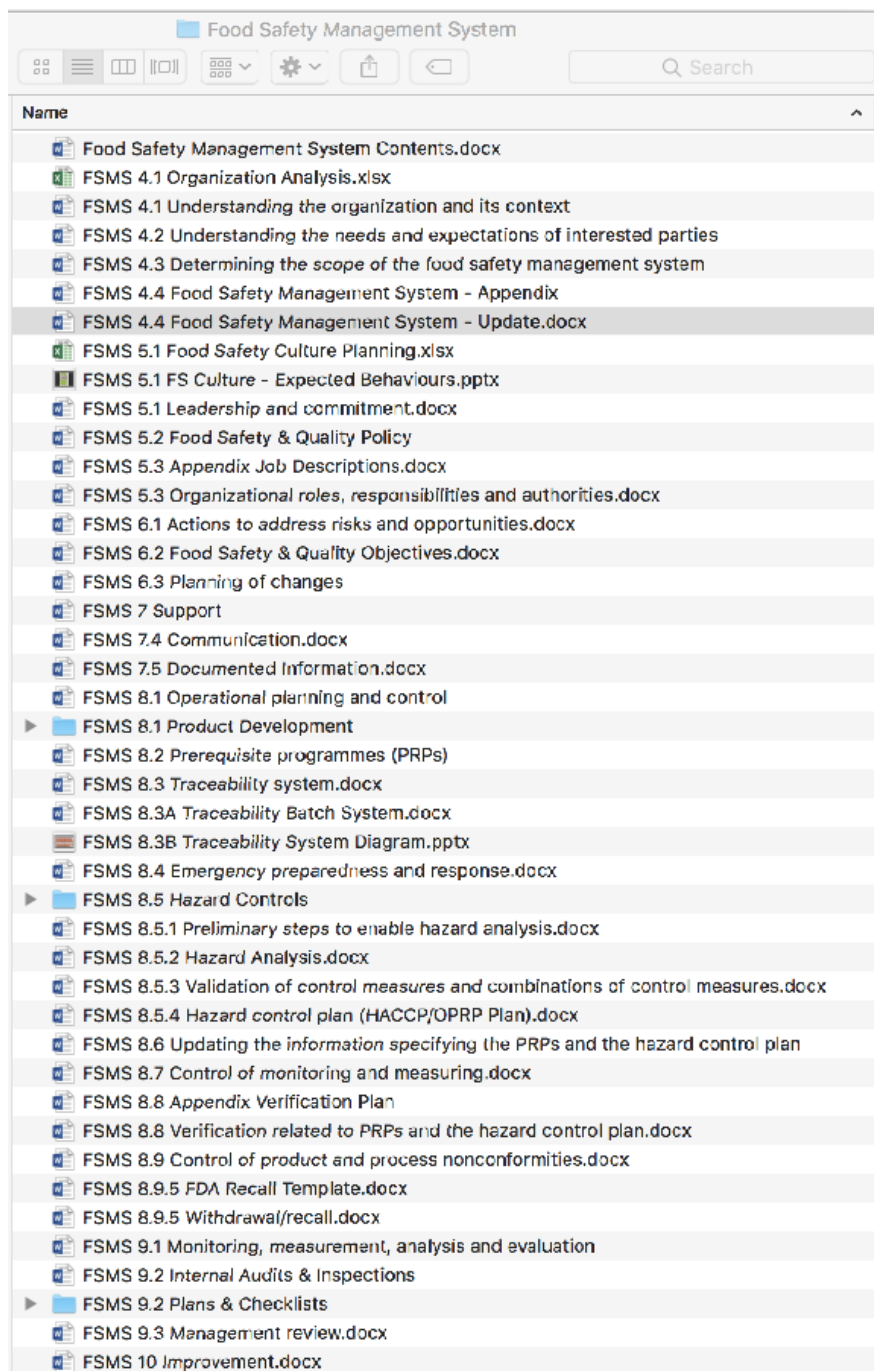 Food Safety Management System
Search
Name
Food Safety Management System Contents.docx
FSMS 4.1 Organization Analysis.xlsx
FSMS 4.1 Understanding the organization and its context
FSMS 4.2 Understanding the needs and expectations of interested parties
FSMS 4.3 Determining the scope of the food safety management system
FSMS 4.4 Food Safety Management System - Appendix
FSMS 4.4 Food Safety Management System - Update.docx
FSMS 5.1 Food Safety Culture Planning.xlsx
FSMS 5.1 FS Culture - Expected Behaviours.pptx
FSMS 5.1 Leadership and commitment.docx
FSMS 5.2 Food Safety & Quality Policy
FSMS 5.3 Appendix Job Descriptions.docx
FSMS 5.3 Organizational roles, responsibilities and authorities.docx
FSMS 6.1 Actions to address risks and opportunities.docx
FSMS 6.2 Food Safety & Quality Objectives.docx
FSMS 6.3 Planning of changes
FSMS 7 Support
FSMS 7.4 Communication.docx
FSMS 7.5 Documented Information.docx
FSMS 8.1 Operational planning and control
FSMS 8.1 Product Development
FSMS 8.2 Prerequisite programmes (PRPs)
FSMS 8.3 Traceability system.docx
FSMS 8.3A Traceability Batch System.docx
FSMS 8.3B Traceability System Diagram.pptx
FSMS 8.4 Emergency preparedness and response.docx
FSMS 8.5 Hazard Controls
FSMS 8.5.1 Preliminary steps to enable hazard analysis.docx
FSMS 8.5.2 Hazard Analysis.docx
FSMS 8.5.3 Validation of control measures and combinations of control measures.docx
FSMS 8.5.4 Hazard control plan (HACCP/OPRP Plan).docx
FSMS 8.6 Updating the information specifying the PRPs and the hazard control plan
FSMS 8.7 Control of monitoring and measuring.docx
FSMS 8.8 Appendix Verification Plan
FSMS 8.8 Verification related to PRPs and the hazard control plan.docx
FSMS 8.9 Control of product and process nonconformities.docx
FSMS 8.9.5 FDA Recall Template.docx
FSMS 8.9.5 Withdrawal/recall.docx
FSMS 9.1 Monitoring, measurement, analysis and evaluation
FSMS 9.2 Internal Audits & Inspections
FSMS 9.2 Plans & Checklists
FSMS 9.3 Management review.docx
FSMS 10 Improvement.docx